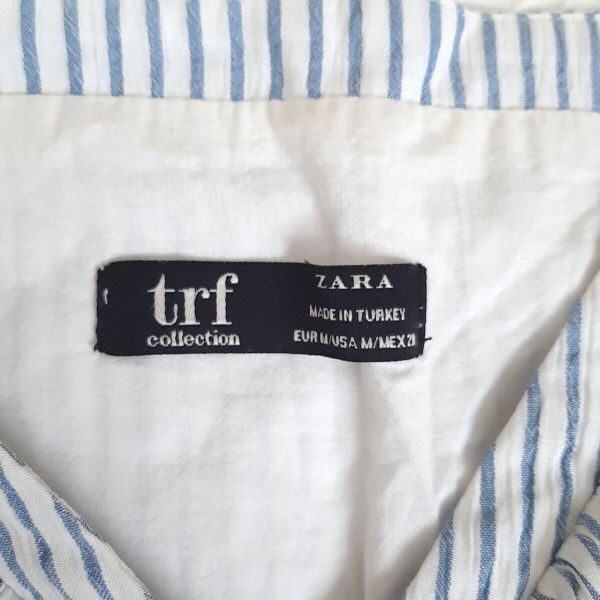 trf
collection
ZARA
MADE IN TURKEY
EUR M/USA M/MEX 28